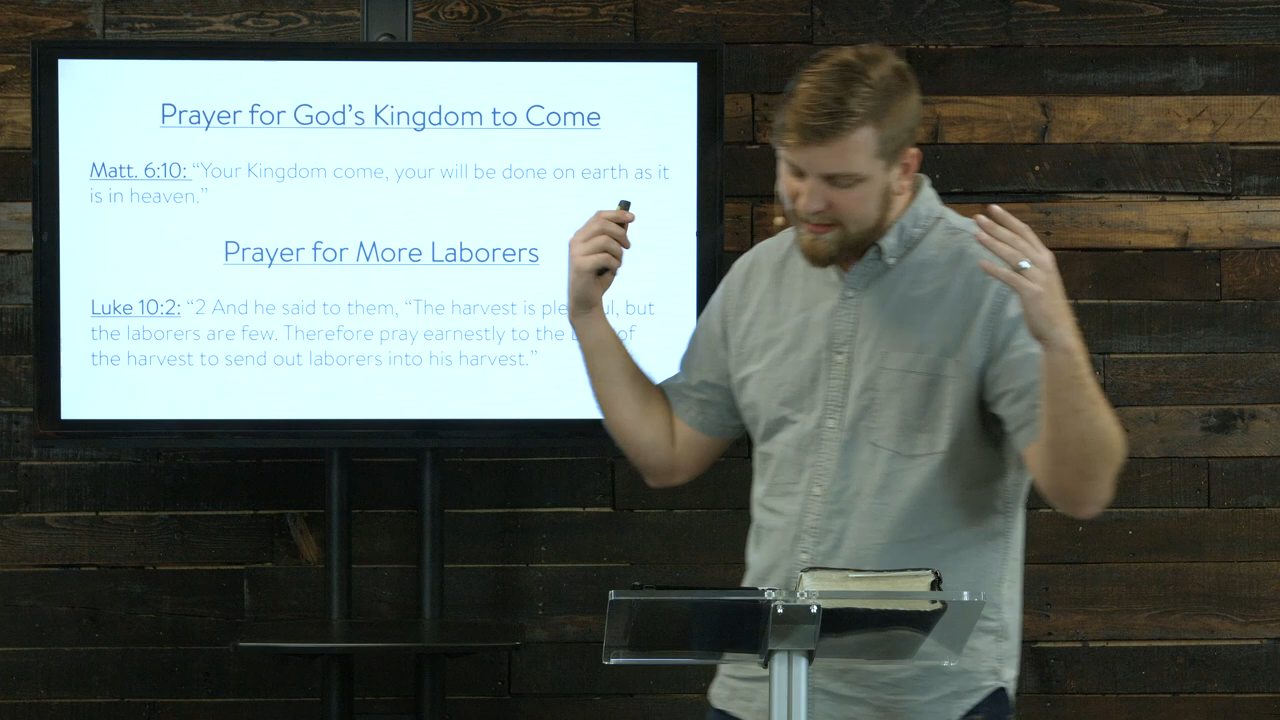 Prayer for God's Kingdom to Come
Matt. 6:10: “Your Kingdom come, your will be done on earth as it
is in heaven.”
Prayer for More Laborers
Luke 10:2: “2 And he said to them, “The harvest is but
the laborers are few. Therefore pray earnestly to the of
the harvest to send out laborers into his harvest.”